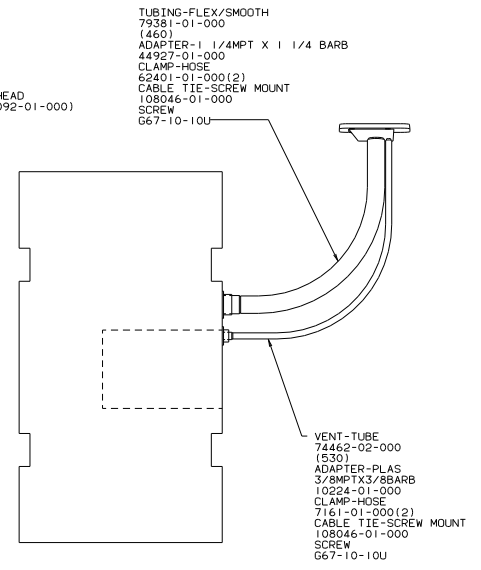 TUBING-FLEX/SMOOTH
79381-01-000
(460)
ADAPTER-1 1/4MPT X 1 1/4 BARB
44927-01-000
CLAMP-HOSE
62401-01-000(2)
CABLE TIE-SCREW MOUNT
108046-01-000
SCREW
G67-10-10U
HEAD
092-01-000)
VENT-TUBE
74462-02-000
(530)
ADAPTER-PLAS
3/8MPTX3/8BARB
10224-01-000
CLAMP-HOSE
7161-01-000(2)
CABLE TIE-SCREW MOUNT
108046-01-000
SCREW
G67-10-10U